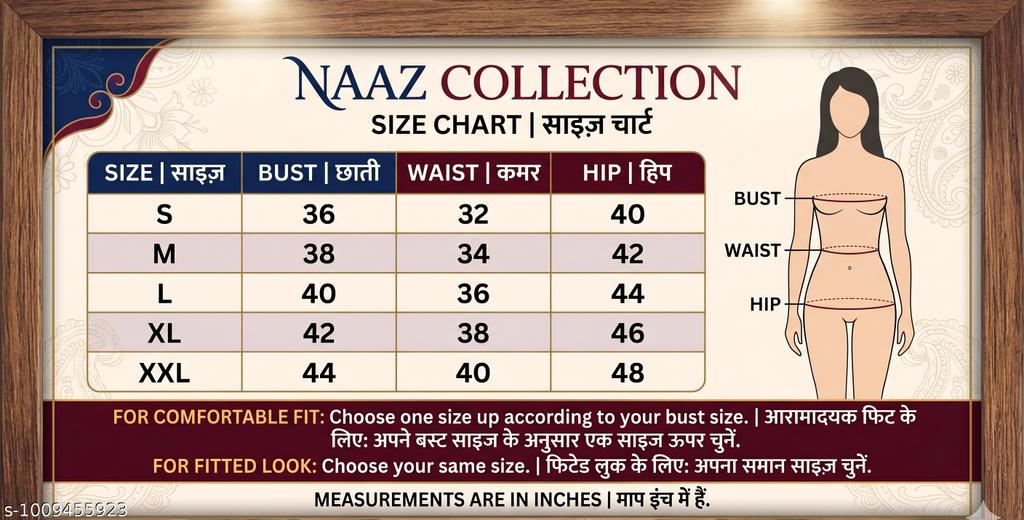 NAAZ COLLECTION
SIZE CHART | साइज़ चार्ट
SIZE | साइज़ BUST | छाती WAIST | कमर HIP | हिप
S 36 32 40
M 38 34 42
L 40 36 44
XL 42 38 46
XXL 44 40 48
BUST
WAIST
HIP
FOR COMFORTABLE FIT: Choose one size up according to your bust size. | आरामादयक फिट के
लिए: अपने बस्ट साइज के अनुसार एक साइज ऊपर चुनें.
FOR FITTED LOOK: Choose your same size. | फिटेड लुक के लिए: अपना समान साइज़ चुनें.
MEASUREMENTS ARE IN INCHES | माप इंच में हैं.
s-1009455923